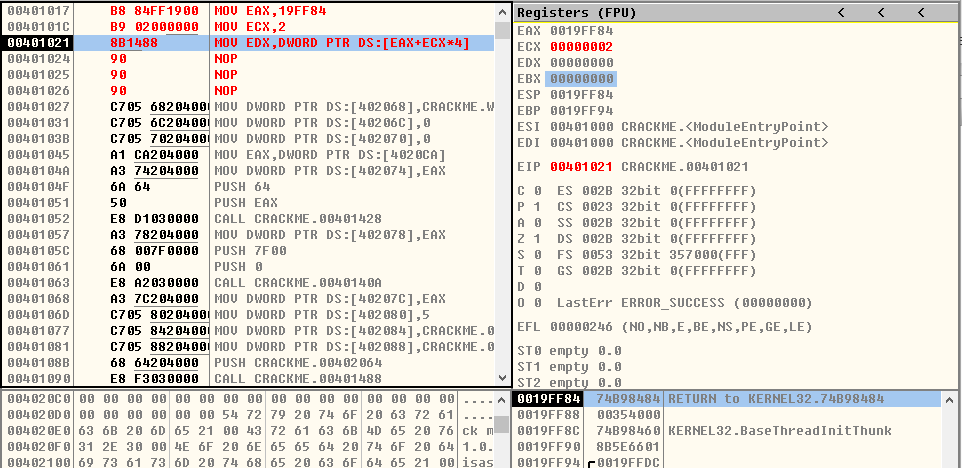 00401017 B8 84FF1900 MOV EAX,19FF84
0040101C B9 02000000 MOV ECX,2
00401021 8B1488 MOV EDX,DWORD PTR DS:[EAX+ECX*4]
00401024 90 NOP
00401025 90 NOP
00401026 90 NOP
00401027 C705 68204000 MOV DWORD PTR DS:[402068],CRACKME.W
00401031 C705 6C204000 MOV DWORD PTR DS:[40206C],0
0040103B C705 70204000 MOV DWORD PTR DS:[402070],0
00401045 A1 CA204000 MOV EAX,DWORD PTR DS:[4020CA]
0040104A A3 74204000 MOV DWORD PTR DS:[402074],EAX
0040104F 6A 64 PUSH 64
00401051 50 PUSH EAX
00401052 E8 D1030000 CALL CRACKME.00401428
00401057 A3 78204000 MOV DWORD PTR DS:[402078],EAX
0040105C 68 007F0000 PUSH 7F00
00401061 6A 00 PUSH 0
00401063 E8 A2030000 CALL CRACKME.0040140A
00401068 A3 7C204000 MOV DWORD PTR DS:[40207C],EAX
0040106D C705 80204000 MOV DWORD PTR DS:[402080],5
00401077 C705 84204000 MOV DWORD PTR DS:[402084],CRACKME.0
00401081 C705 88204000 MOV DWORD PTR DS:[402088],CRACKME.0
0040108B 68 64204000 PUSH CRACKME.00402064
00401090 E8 F3030000 CALL CRACKME.00401488
Registers (FPU) < < <
EAX 0019FF84
ECX 00000002
EDX 00000000
EBX 00000000
ESP 0019FF84
EBP 0019FF94
ESI 00401000 CRACKME.<ModuleEntryPoint>
EDI 00401000 CRACKME.<ModuleEntryPoint>
EIP 00401021 CRACKME.00401021
C 0 ES 002B 32bit 0(FFFFFFFF)
P 1 CS 0023 32bit 0(FFFFFFFF)
A 0 SS 002B 32bit 0(FFFFFFFF)
Z 1 DS 002B 32bit 0(FFFFFFFF)
S 0 FS 0053 32bit 357000(FFF)
T 0 GS 002B 32bit 0(FFFFFFFF)
D 0
O 0 LastErr ERROR_SUCCESS (00000000)
EFL 00000246 (NO,NB,E,BE,NS,PE,GE,LE)
ST0 empty 0.0
ST1 empty 0.0
ST2 empty 0.0
004020C0 00 00 00 00 00 00 00 00 00 00 00 00 00 ....
004020D0 00 00 00 00 00 54 72 79 20 74 6F 20 63 72 61 ....
004020E0 63 6B 20 6D 65 21 00 43 72 61 63 6B 4D 65 20 76 ck m
004020F0 31 2E 30 00 4E 6F 20 6E 65 65 64 20 74 6F 20 64 1.0.
00402100 69 73 61 73 6D 20 74 68 65 20 63 6F 64 65 21 00 isas
0019FF84 74B98484 RETURN to KERNEL32.74B98484
0019FF88 00354000
0019FF8C 74B98460 KERNEL32.BaseThreadInitThunk
0019FF90 8B5E6601
0019FF94 0019FFDC